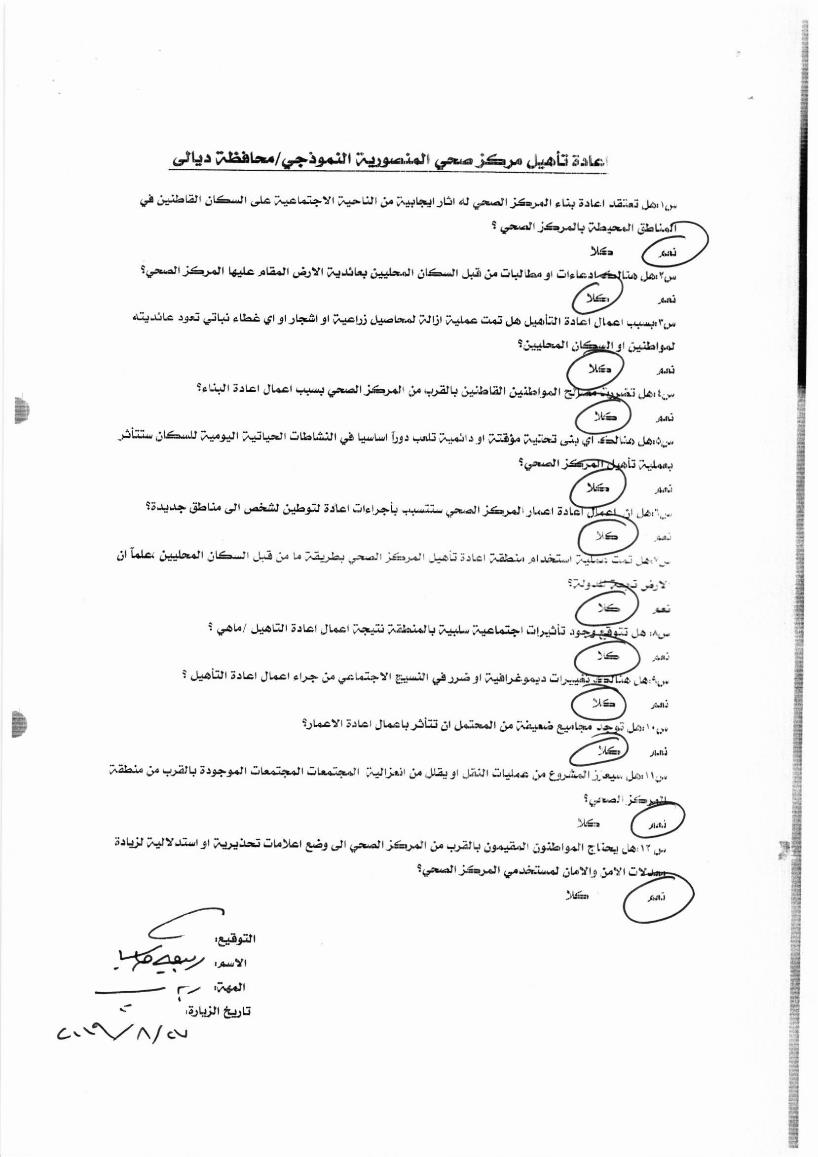 اعادة تأهيل مركز صحي المنصورية النموذجي/محافظة ديالى
س١:هل تعتقد اعادة بناء المركز الصحي له اثار ايجابية من الناحية الاجتماعية على السكان القاطنين في
المناطق المحيطة بالمركز الصحي ؟
نعم كلا
س٢:هل هنالك ادعاءات او مطالبات من قبل السكان المحليين بعائدية الارض المقام عليها المركز الصحي؟
نعم كلا
س٣:بسبب اعمال اعادة التأهيل هل تمت عملية ازالة لمحاصيل زراعية او اشجار او اي غطاء نباتي تعود عائديته
لمواطنين او السكان المحليين؟
نعم كلا
س٤:هل تضررت مصالح المواطنين القاطنين بالقرب من المركز الصحي بسبب اعمال اعادة البناء؟
نعم كلا
س٥:هل هنالك اي بنى تحتية مؤقتة او دائمية تلعب دوراً اساسيا في النشاطات الحياتية اليومية للسكان ستتأثر
بعملية تأهيل المركز الصحي؟
نعم كلا
س٦:هل ان اعمال اعادة اعمار المركز الصحي ستتسبب بأجراءات اعادة لتوطين لشخص الى مناطق جديدة؟
نعم كلا
س٧:هل تمت عملية استخدام منطقة اعادة تأهيل المركز الصحي بطريقة ما من قبل السكان المحليين ،علماً ان
الارض تابعة للدولة؟
نعم كلا
س٨: هل تتوقع وجود تأثيرات اجتماعية سلبية بالمنطقة نتيجة اعمال اعادة التاهيل /ماهي ؟
نعم كلا
س٩:هل هنالك تغييرات ديموغرافية او ضرر في النسيج الاجتماعي من جراء اعمال اعادة التأهيل ؟
نعم كلا
س١٠:هل توجد مجاميع ضعيفة من المحتمل ان تتأثر باعمال اعادة الاعمار؟
نعم كلا
س١١:هل سيعزز المشروع من عمليات النقل او يقلل من انعزالية المجتمعات المجتمعات الموجودة بالقرب من منطقة
المركز الصحي؟
نعم كلا
س١٢:هل يحتاج المواطنون المقيمون بالقرب من المركز الصحي الى وضع اعلامات تحذيرية او استدلالية لزيادة
معدلات الامن والامان لمستخدمي المركز الصحي؟
نعم كلا
التوقيع:
الاسم:
المهة:
تاريخ الزيارة:
٢٠١٩/٨/٢٧